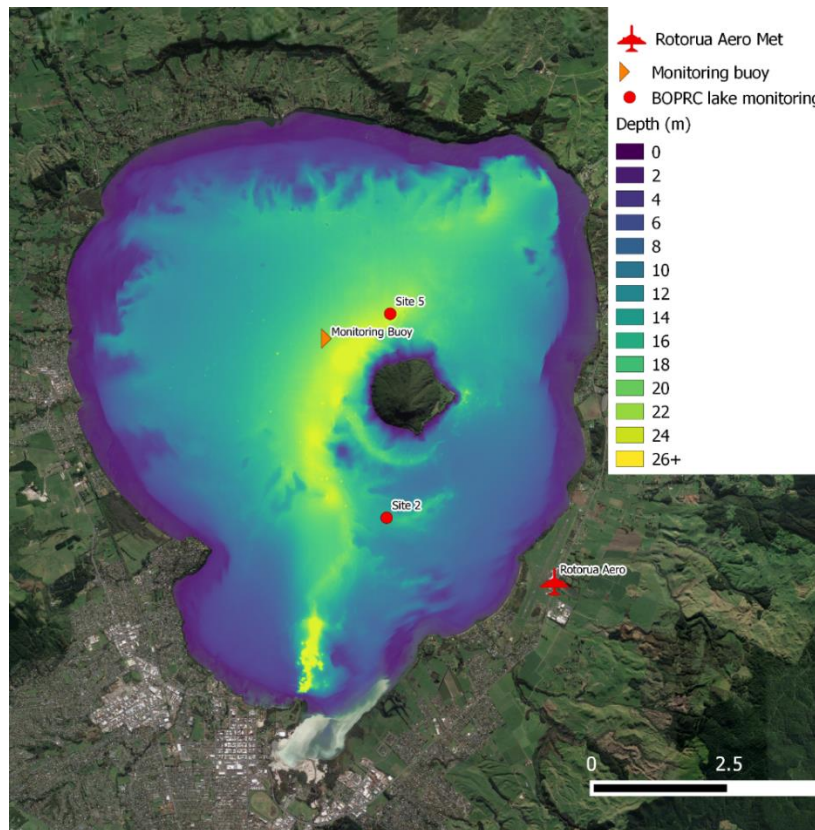 Rotorua Aero Met
Monitoring buoy
BOPRC lake monitoring
Depth (m)
0
2
4
6
8
10
12
14
16
18
20
22
24
26+
Site 5
Monitoring Buoy
Site 2
Rotorua Aero
0
2.5